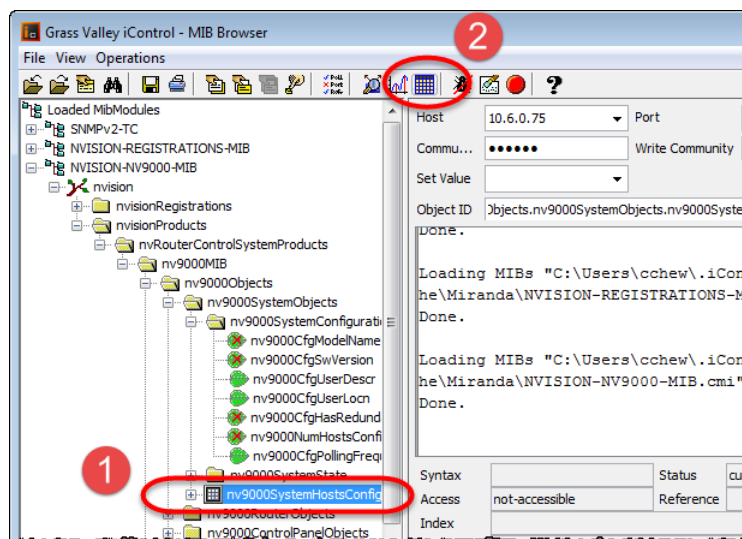 Grass Valley iControl - MIB Browser
2
File View Operations
Loaded MibModules
SNMPv2-TC
NVISION-REGISTRATIONS-MIB
NVISION-NV9000-MIB
nvision
nvisionRegistrations
nvisionProducts
nvRouterControlSystemProducts
nv9000MIB
nv9000Objects
nv9000SystemObjects
nv9000SystemConfigurati
nv9000CfgModelName
nv9000CfgSwVersion
nv9000CfgUserDescr
nv9000CfgUserLocn
nv9000CfgHasRedund
nv9000NumHostsConfi
nv9000CfgPollingFreq
1
nv9000SystemState
nv9000SystemHostsConfig
nv9000RouterObjects
nv9000ControlPanelObjects
Host 10.6.0.75 Port
Commu... •••••• Write Community
Set Value
Object ID Objects.nv9000SystemObjects.nv9000Syste
Done.
Loading MIBs "C:\Users\cchew\.iCon
he\Miranda\NVISION-REGISTRATIONS-M
Done.
Loading MIBs "C:\Users\cchew\.iCon
he\Miranda\NVISION-NV9000-MIB.cmi"
Done.
Syntax Status cu
Access not-accessible Reference
Index